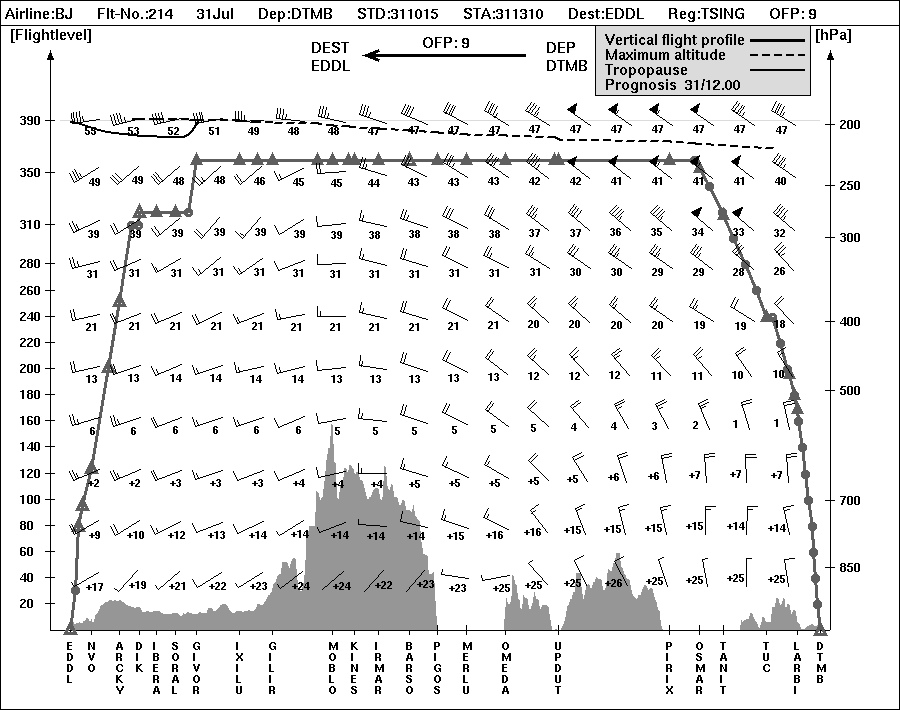 Airline:BJ Flt-No.:214 31Jul Dep:DTMB STD:311015 STA:311310 Dest:EDDL Reg:TSING OFP: 9
[Flightlevel] [hPa]
DEST OFP: 9 DEP
EDDL DTMB
Vertical flight profile
Maximum altitude
Tropopause
Prognosis 31/12.00
390 55 53 52 51 49 48 48 47 47 47 47 47 47 47 47 47 47 47 200
350 49 49 48 48 46 45 45 44 43 43 43 42 42 41 41 41 41 40 250
310 39 39 39 39 39 39 39 38 38 38 38 37 37 36 35 34 33 32 300
280 31 31 31 31 31 31 31 31 31 31 31 31 30 30 29 29 28 26
260
240 21 21 21 21 21 21 21 21 21 21 21 20 20 20 20 19 19 18 400
220
200 13 13 14 14 14 14 13 13 13 13 13 12 12 12 11 11 10 10
180 500
160 6 6 6 6 6 6 5 5 5 5 5 5 4 4 3 2 1 1
140
120 +2 +2 +3 +3 +3 +4 +4 +4 +5 +5 +5 +5 +5 +6 +6 +7 +7 +7
100 700
80 +9 +10 +12 +13 +14 +14 +14 +14 +14 +15 +16 +16 +15 +15 +15 +15 +14 +14
60 850
40 +17 +19 +21 +22 +23 +24 +24 +22 +23 +23 +25 +25 +25 +26 +25 +25 +25 +25
20
EDDL NVO ARCKY DIK IBERA SORAL GIVOR IXILU GILIR MOBLO KINES IRMAR BARSO PIGOS MERLU OMEDA UPDUT PIRIX OSMAR TANIT TUC LARBI DTMB